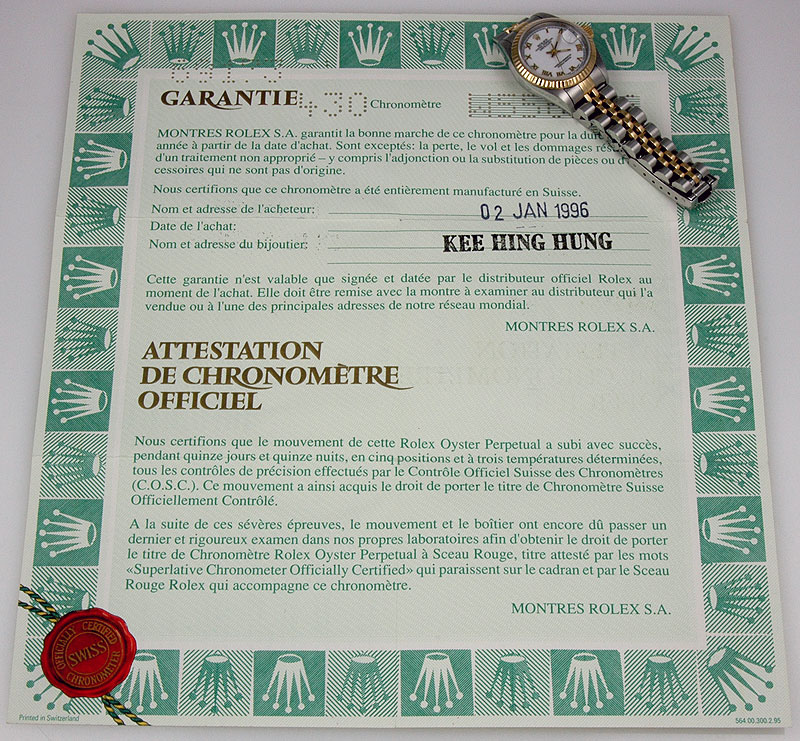 GARANTIE 430 Chronomètre
MONTRES ROLEX S.A. garantit la bonne marche de ce chronomètre pour la
année à partir de la date d'achat. Sont exceptés: la perte, le vol et les dommages
d'un traitement non approprié – y compris l'adjonction ou la substitution de pièces ou
cessoires qui ne sont pas d'origine.
Nous certifions que ce chronomètre a été entièrement manufacturé en Suisse.
Nom et adresse de l'acheteur:
02 JAN 1996
Date de l'achat:
Nom et adresse du bijoutier: KEE HING HUNG
Cette garantie n'est valable que signée et datée par le distributeur officiel Rolex au
moment de l'achat. Elle doit être remise avec la montre à examiner au distributeur qui l'a
vendue ou à l'une des principales adresses de notre réseau mondial.
MONTRES ROLEX S.A.
ATTESTATION
DE CHRONOMÈTRE
OFFICIEL
Nous certifions que le mouvement de cette Rolex Oyster Perpetual a subi avec succès,
pendant quinze jours et quinze nuits, en cinq positions et à trois températures déterminées,
tous les contrôles de précision effectués par le Contrôle Officiel Suisse des Chronomètres
(C.O.S.C.). Ce mouvement a ainsi acquis le droit de porter le titre de Chronomètre Suisse
Officiellement Contrôlé.
A la suite de ces sévères épreuves, le mouvement et le boîtier ont encore dû passer un
dernier et rigoureux examen dans nos propres laboratoires afin d'obtenir le droit de porter
le titre de Chronomètre Rolex Oyster Perpetual à Sceau Rouge, titre attesté par les mots
«Superlative Chronometer Officially Certified» qui paraissent sur le cadran et par le Sceau
Rouge Rolex qui accompagne ce chronomètre.
MONTRES ROLEX S.A.
OFFICIALLY CERTIFIED
SWISS
CHRONOMETER
Printed in Switzerland
564.00.300.2.95